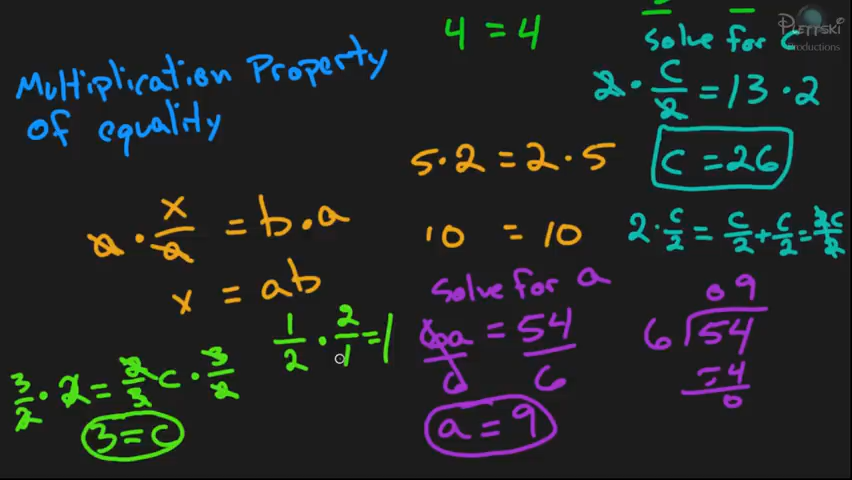 4 = 4
PLETTSKI
solve for c
2 · c/2 = 13 · 2
c = 26
2 · c/2 = c/2 + c/2 = 2c/2
Multiplication Property
of equality
a · x/a = b · a
x = ab
5 · 2 = 2 · 5
10 = 10
solve for a
6a/6 = 54/6
a = 9
09
6 54
0
1/2 · 2/1 = 1
3/2 · 2 = 2/3 c · 3/2
3 = c